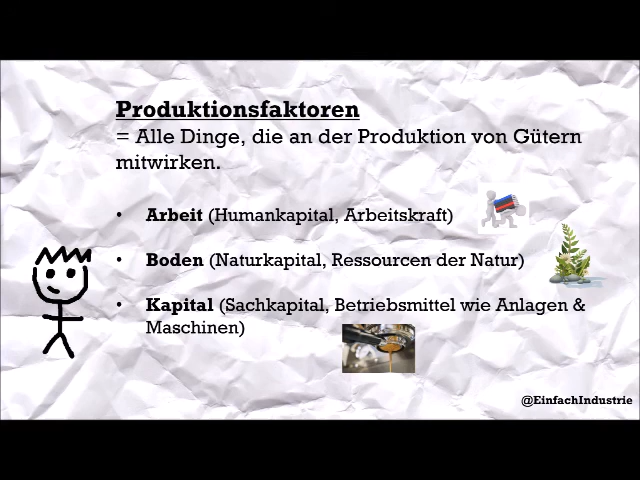 Produktionsfaktoren
= Alle Dinge, die an der Produktion von Gütern
mitwirken.
• Arbeit (Humankapital, Arbeitskraft)
• Boden (Naturkapital, Ressourcen der Natur)
• Kapital (Sachkapital, Betriebsmittel wie Anlagen &
Maschinen)
@EinfachIndustrie